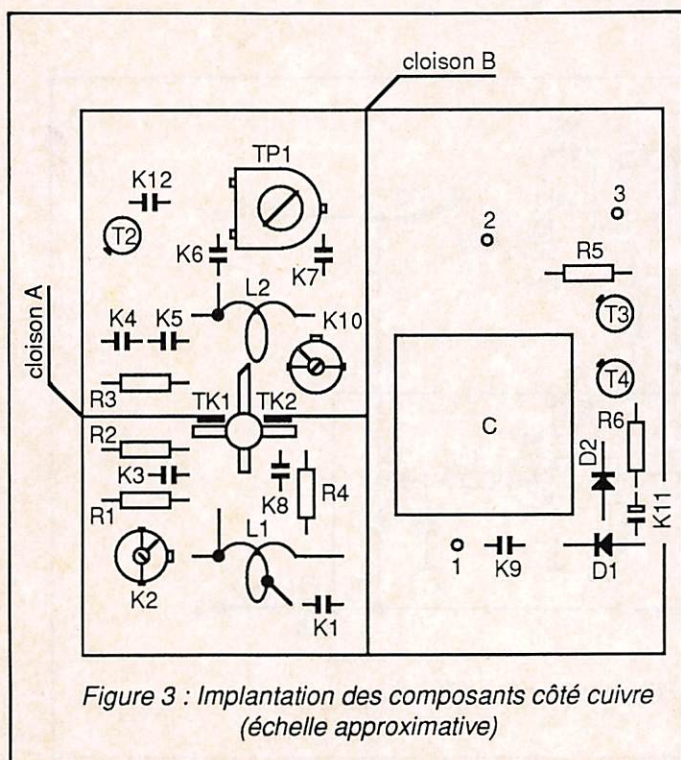 cloison B
TP1
K12
3
T2
2
K6
K7
R5
L2
K4 K5
K10
T3
cloison A
R3
T4
TK1 TK2
C
R6
R2
D2
K3
K8
R4
K11
R1
L1
1
K9
D1
K2
K1
Figure 3 : Implantation des composants côté cuivre
(échelle approximative)